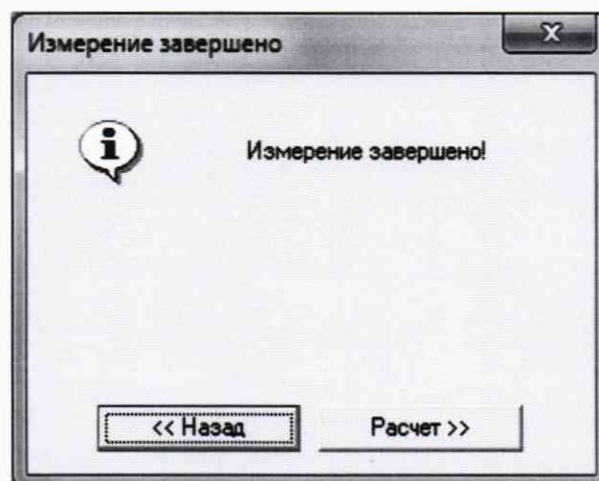 Измерение завершено
Измерение завершено!
<< Назад
Расчет >>